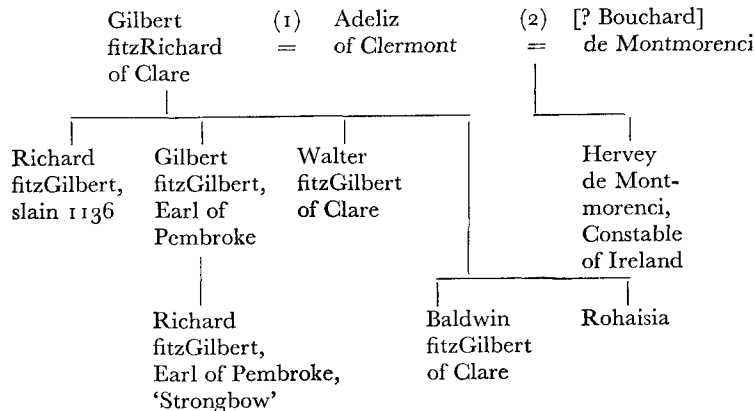 Gilbert (1) Adeliz (2) [? Bouchard]
fitzRichard = of Clermont = de Montmorenci
of Clare
Richard Gilbert Walter Hervey
fitzGilbert, fitzGilbert, fitzGilbert de Mont-
slain 1136 Earl of of Clare morenci,
Pembroke Constable
of Ireland
Richard Baldwin Rohaisia
fitzGilbert, fitzGilbert
Earl of Pembroke, of Clare
'Strongbow'